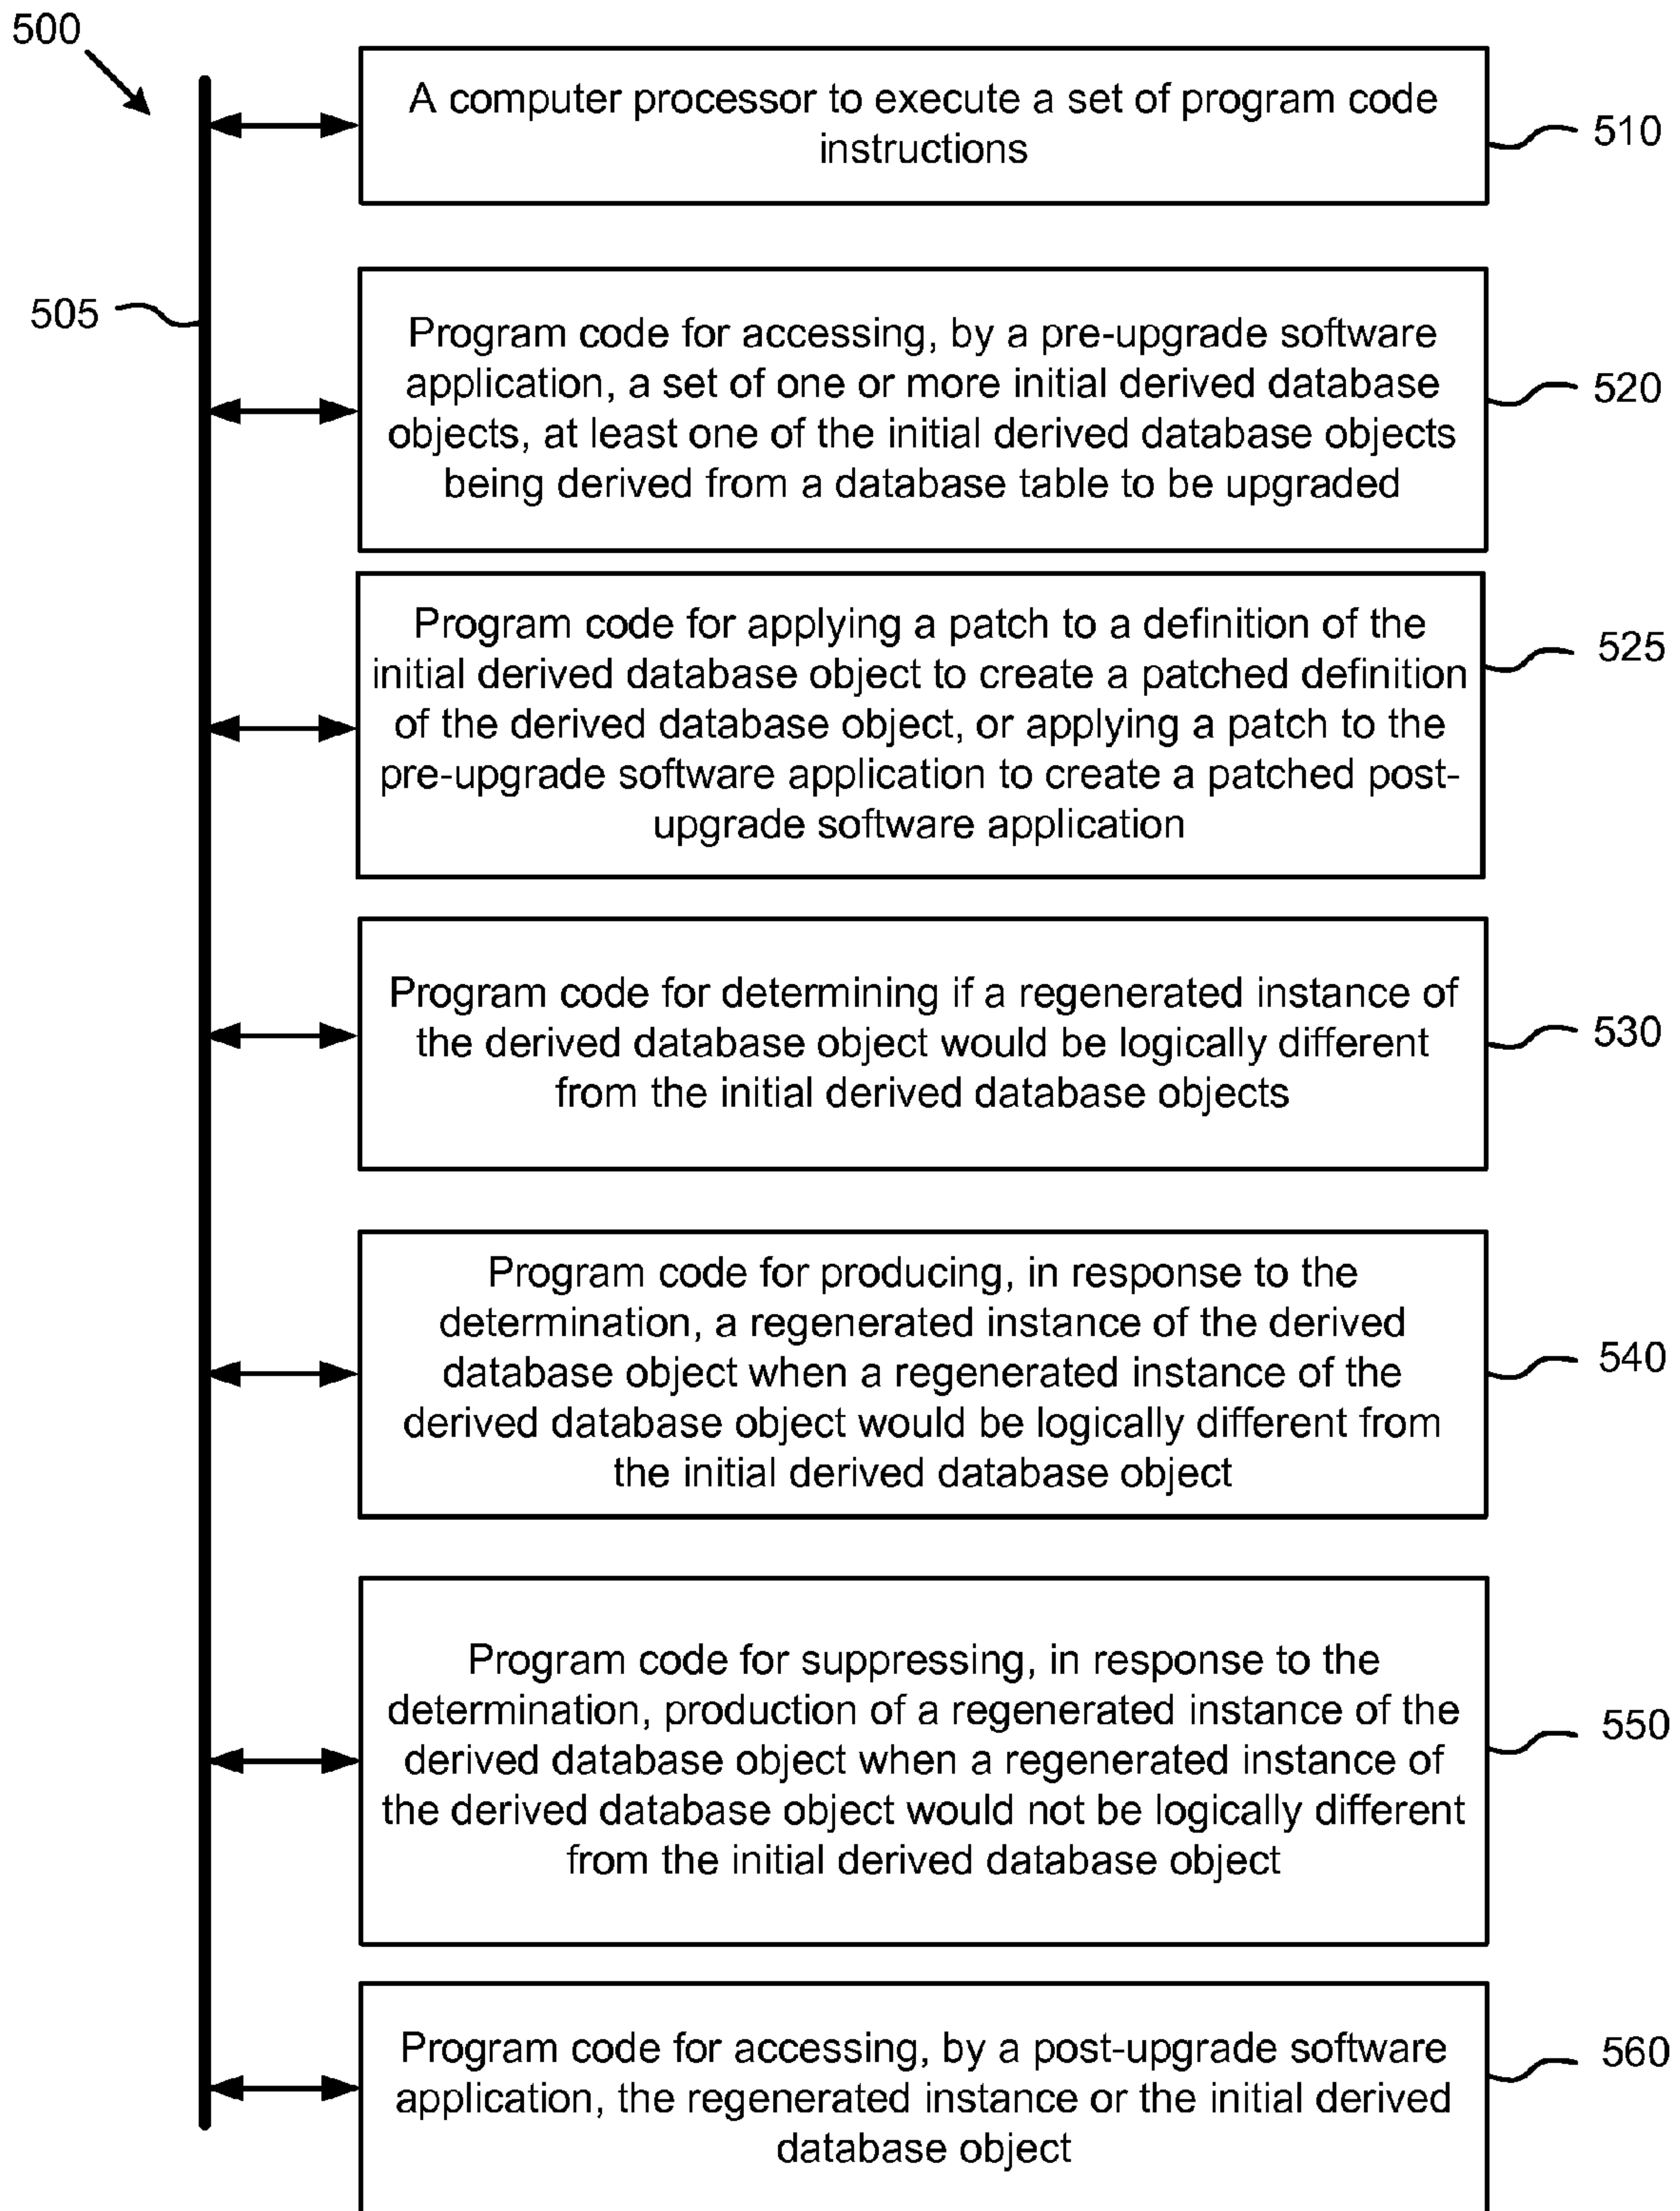 500
A computer processor to execute a set of program code
instructions
510
505
Program code for accessing, by a pre-upgrade software
application, a set of one or more initial derived database
objects, at least one of the initial derived database objects
being derived from a database table to be upgraded
520
Program code for applying a patch to a definition of the
initial derived database object to create a patched definition
of the derived database object, or applying a patch to the
pre-upgrade software application to create a patched post-
upgrade software application
525
Program code for determining if a regenerated instance of
the derived database object would be logically different
from the initial derived database objects
530
Program code for producing, in response to the
determination, a regenerated instance of the derived
database object when a regenerated instance of the
derived database object would be logically different from
the initial derived database object
540
Program code for suppressing, in response to the
determination, production of a regenerated instance of the
derived database object when a regenerated instance of
the derived database object would not be logically different
from the initial derived database object
550
Program code for accessing, by a post-upgrade software
application, the regenerated instance or the initial derived
database object
560